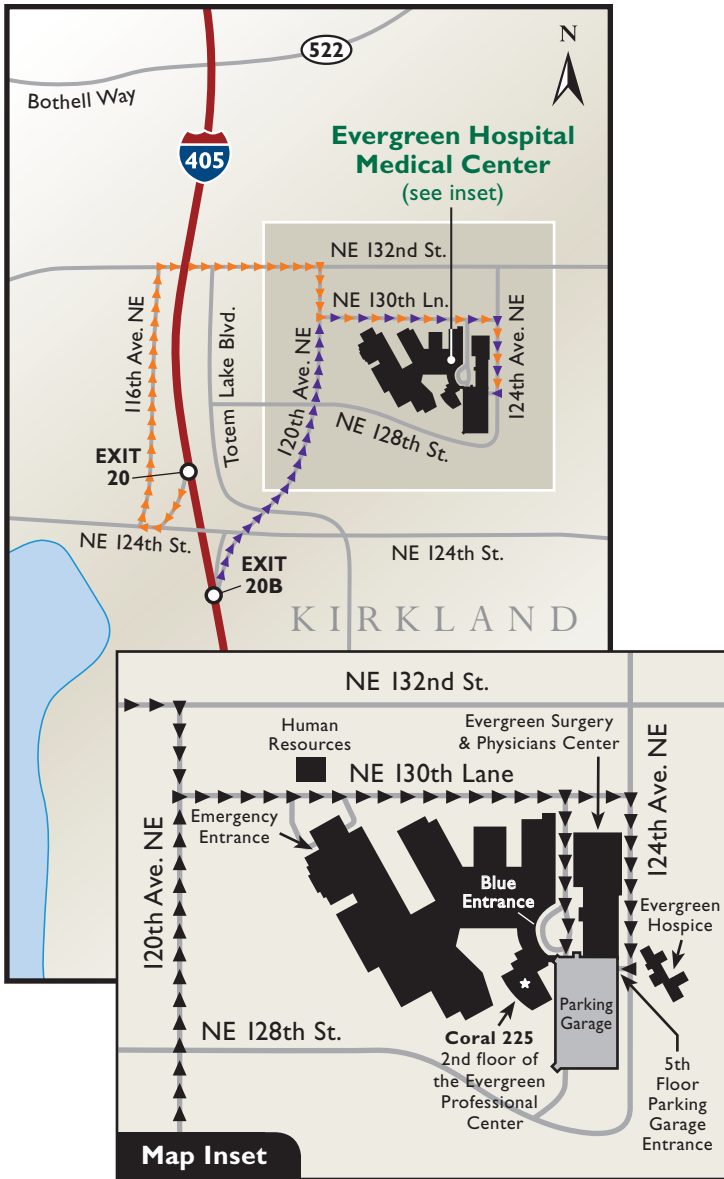 522
N
Bothell Way
405
Evergreen Hospital
Medical Center
(see inset)
NE 132nd St.
NE 130th Ln.
116th Ave. NE
Totem Lake Blvd.
120th Ave. NE
124th Ave. NE
NE 128th St.
EXIT
20
NE 124th St.
NE 124th St.
EXIT
20B
KIRKLAND
NE 132nd St.
Human
Resources
Evergreen Surgery
& Physicians Center
NE 130th Lane
124th Ave. NE
Emergency
Entrance
120th Ave. NE
Blue
Entrance
Evergreen
Hospice
Parking
Garage
NE 128th St.
Coral 225
2nd floor of
the Evergreen
Professional
Center
5th
Floor
Parking
Garage
Entrance
Map Inset